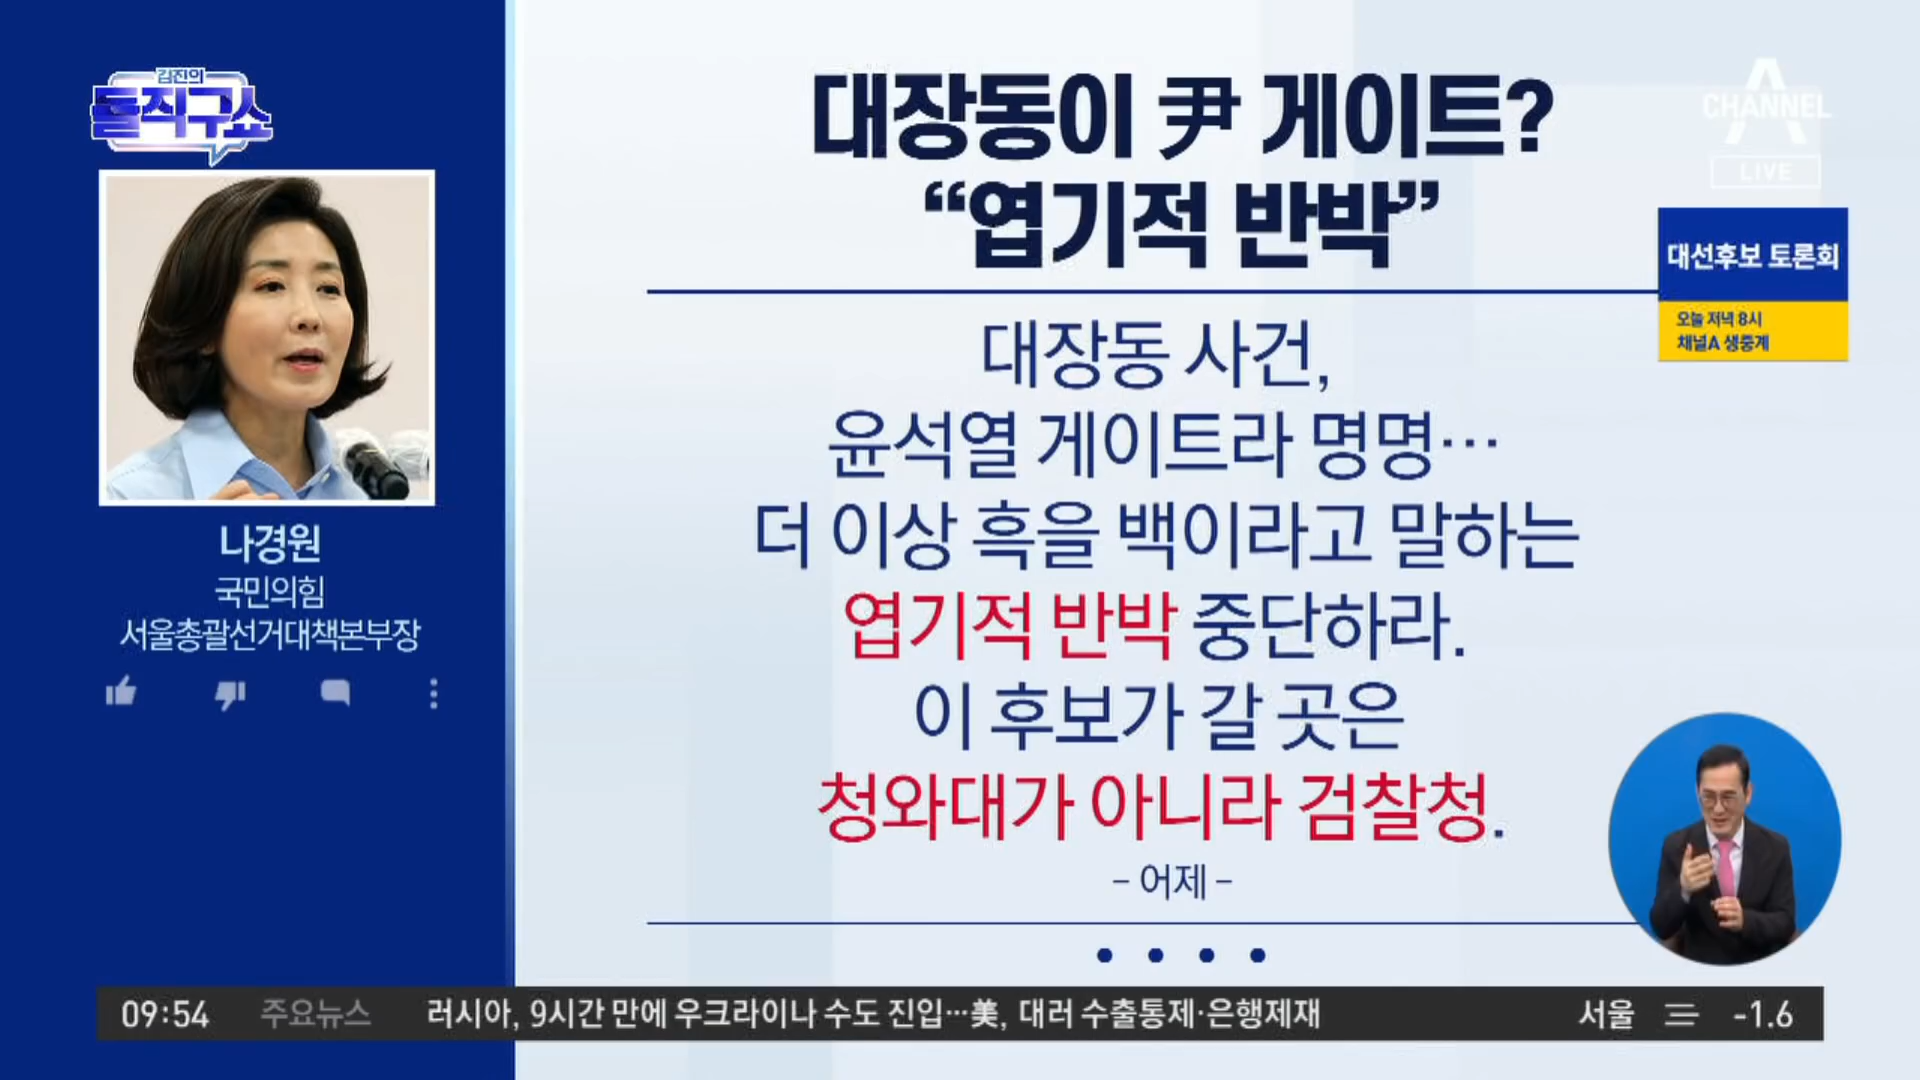 김진의
돌직구쇼
나경원
국민의힘
서울총괄선거대책본부장
대장동이 尹 게이트?
“엽기적 반박”
대장동 사건,
윤석열 게이트라 명명…
더 이상 흑을 백이라고 말하는
엽기적 반박 중단하라.
이 후보가 갈 곳은
청와대가 아니라 검찰청.
– 어제 –
CHANNEL A
LIVE
대선후보 토론회
오늘 저녁 8시
채널A 생중계
09:54 주요뉴스 러시아, 9시간 만에 우크라이나 수도 진입…美, 대러 수출통제·은행제재 서울 -1.6